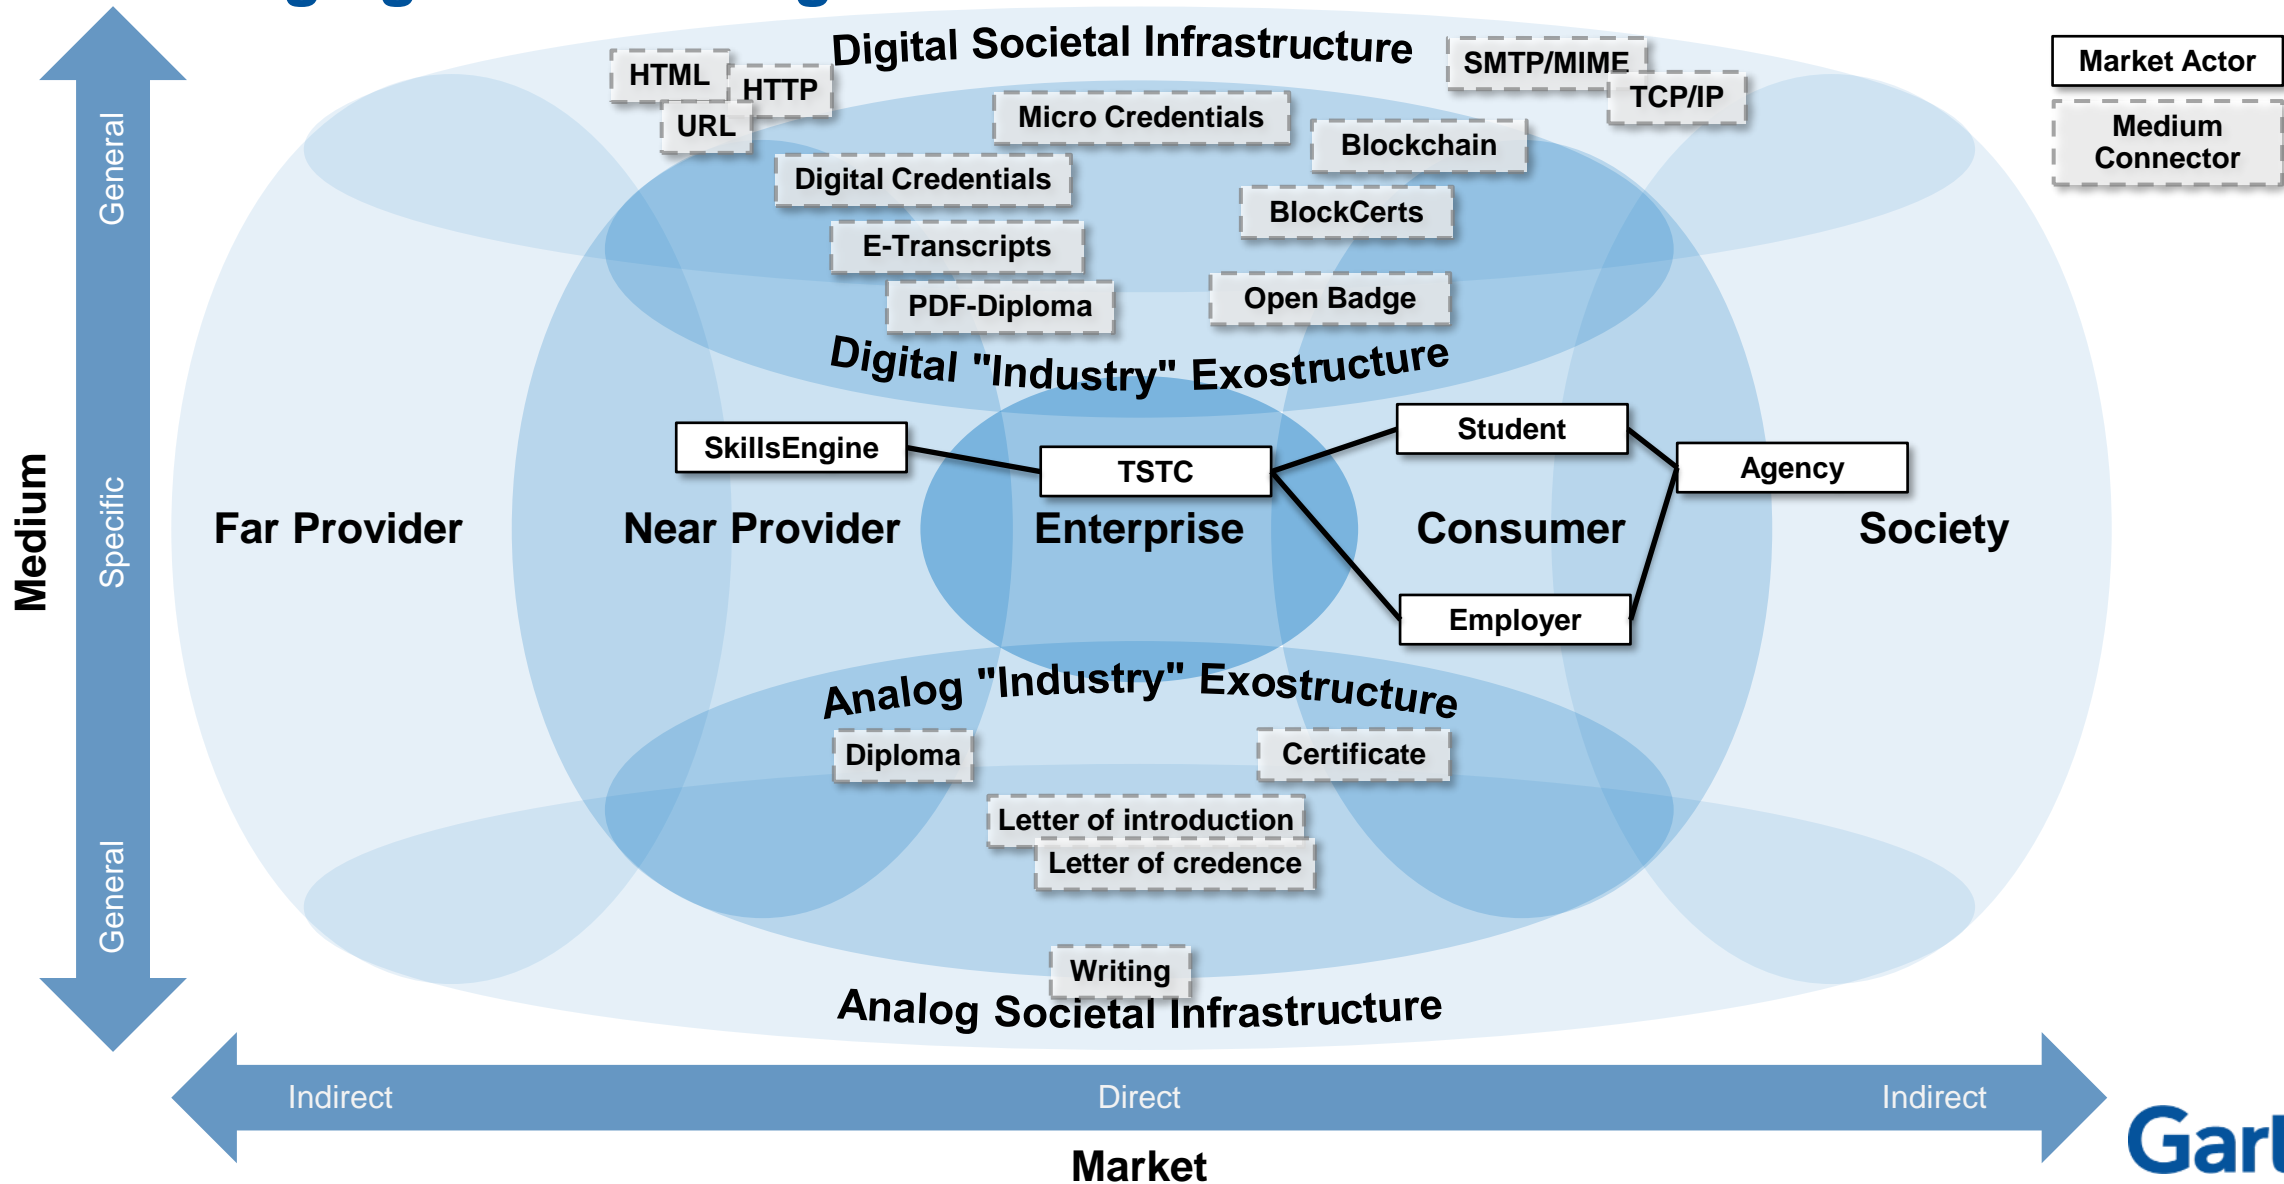 Digital Societal Infrastructure
HTML
HTTP
URL
SMTP/MIME
TCP/IP
Market Actor
Medium
Connector
Micro Credentials
Blockchain
Digital Credentials
BlockCerts
E-Transcripts
PDF-Diploma
Open Badge
Digital "Industry" Exostructure
General
Specific
General
Medium
SkillsEngine
TSTC
Student
Agency
Far Provider
Near Provider
Enterprise
Consumer
Society
Employer
Analog "Industry" Exostructure
Diploma
Certificate
Letter of introduction
Letter of credence
Writing
Analog Societal Infrastructure
Indirect
Direct
Indirect
Market